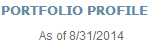 PORTFOLIO PROFILE
As of 8/31/2014